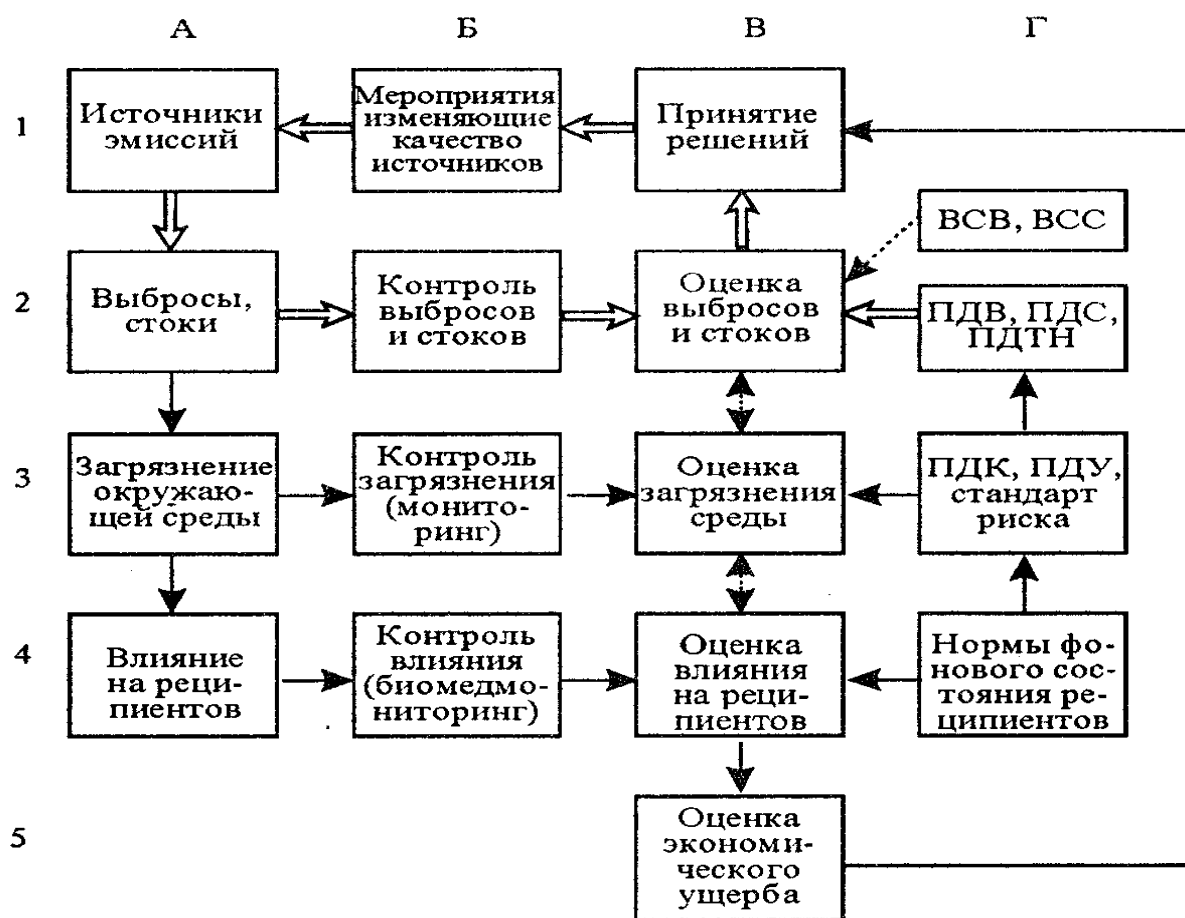 А Б В Г
1
Источники
эмиссий
Мероприятия
изменяющие
качество
источников
Принятие
решений
ВСВ, ВСС
2
Выбросы,
стоки
Контроль
выбросов
и стоков
Оценка
выбросов
и стоков
ПДВ, ПДС,
ПДТН
3
Загрязнение
окружаю-
щей среды
Контроль
загрязнения
(монито-
ринг)
Оценка
загрязнения
среды
ПДК, ПДУ,
стандарт
риска
4
Влияние
на реци-
пиентов
Контроль
влияния
(биомедмо-
ниторинг)
Оценка
влияния
на реци-
пиентов
Нормы фо-
нового сос-
тояния ре-
ципиентов
5
Оценка
экономи-
ческого
ущерба